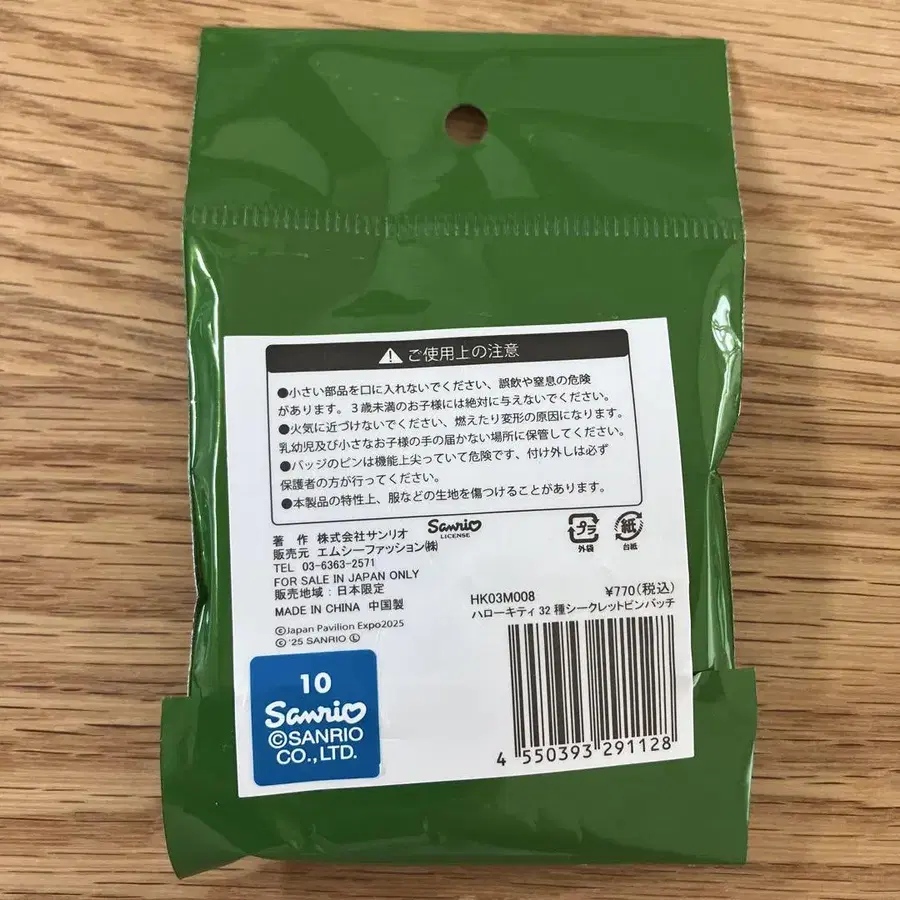 ⚠ ご使用上の注意
●小さい部品を口に入れないでください、誤飲や窒息の危険
があります。3歳未満のお子様には絶対に与えないでください。
●火気に近づけないでください、燃えたり変形の原因になります。
乳幼児及び小さなお子様の手の届かない場所に保管してください。
●バッジのピンは機能上尖っていて危険です、付け外しは必ず
保護者の方が行ってください。
●本製品の特性上、服などの生地を傷つけることがあります。
著 作 株式会社サンリオ
販売元 エムシーファッション㈱
TEL 03-6363-2571
FOR SALE IN JAPAN ONLY
販売地域:日本限定
MADE IN CHINA 中国製
©Japan Pavilion Expo2025
© '25 SANRIO Ⓛ
Sanrio
LICENSE
プラ
外袋
紙
台紙
HK03M008 ¥770(税込)
ハローキティ 32 種シークレットピンバッチ
4 550393 291128
10
Sanrio
©SANRIO
CO.,LTD.